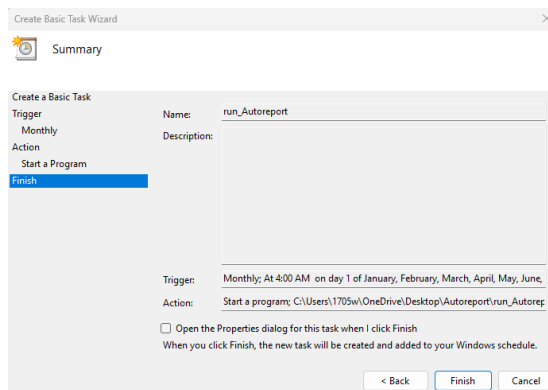 Create Basic Task Wizard
Summary
Create a Basic Task
Trigger
Monthly
Action
Start a Program
Finish
Name: run_Autoreport
Description:
Trigger: Monthly; At 4:00 AM on day 1 of January, February, March, April, May, June,
Action: Start a program; C:\Users\1705w\OneDrive\Desktop\Autoreport\run_Autorep
Open the Properties dialog for this task when I click Finish
When you click Finish, the new task will be created and added to your Windows schedule.
< Back Finish Cancel